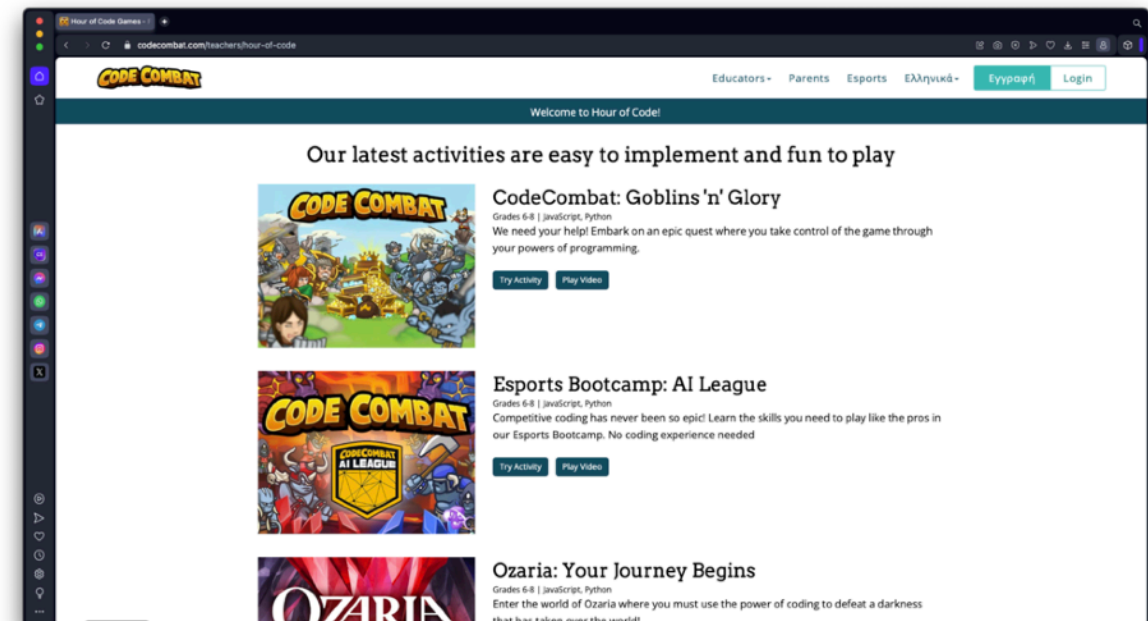 Hour of Code Games -
codecombat.com/teachers/hour-of-code
CODE COMBAT
Educators Parents Esports Ελληνικά Εγγραφή Login
Welcome to Hour of Code!
Our latest activities are easy to implement and fun to play
CODE COMBAT
CodeCombat: Goblins 'n' Glory
Grades 6-8 | JavaScript, Python
We need your help! Embark on an epic quest where you take control of the game through
your powers of programming.
Try Activity Play Video
CODE COMBAT
CODECOMBAT
AI LEAGUE
Esports Bootcamp: AI League
Grades 6-8 | JavaScript, Python
Competitive coding has never been so epic! Learn the skills you need to play like the pros in
our Esports Bootcamp. No coding experience needed
Try Activity Play Video
OZARIA
Ozaria: Your Journey Begins
Grades 6-8 | JavaScript, Python
Enter the world of Ozaria where you must use the power of coding to defeat a darkness
that has taken over the world!